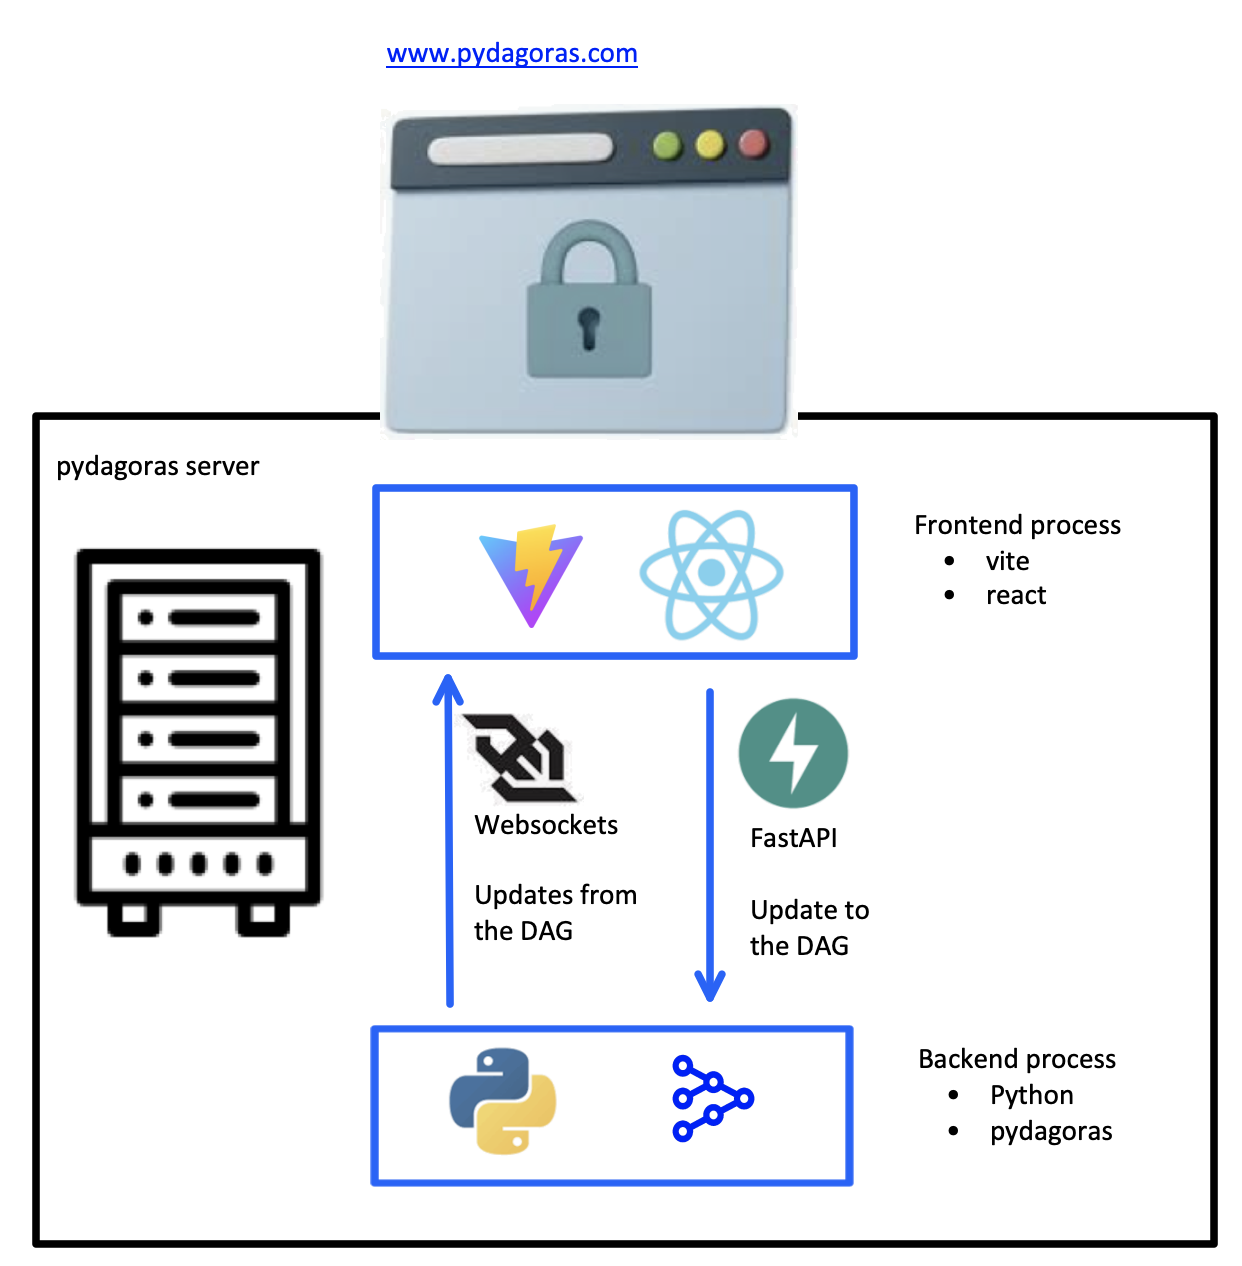 www.pydagoras.com
pydagoras server
Frontend process
• vite
• react
Websockets
Updates from
the DAG
FastAPI
Update to
the DAG
Backend process
• Python
• pydagoras